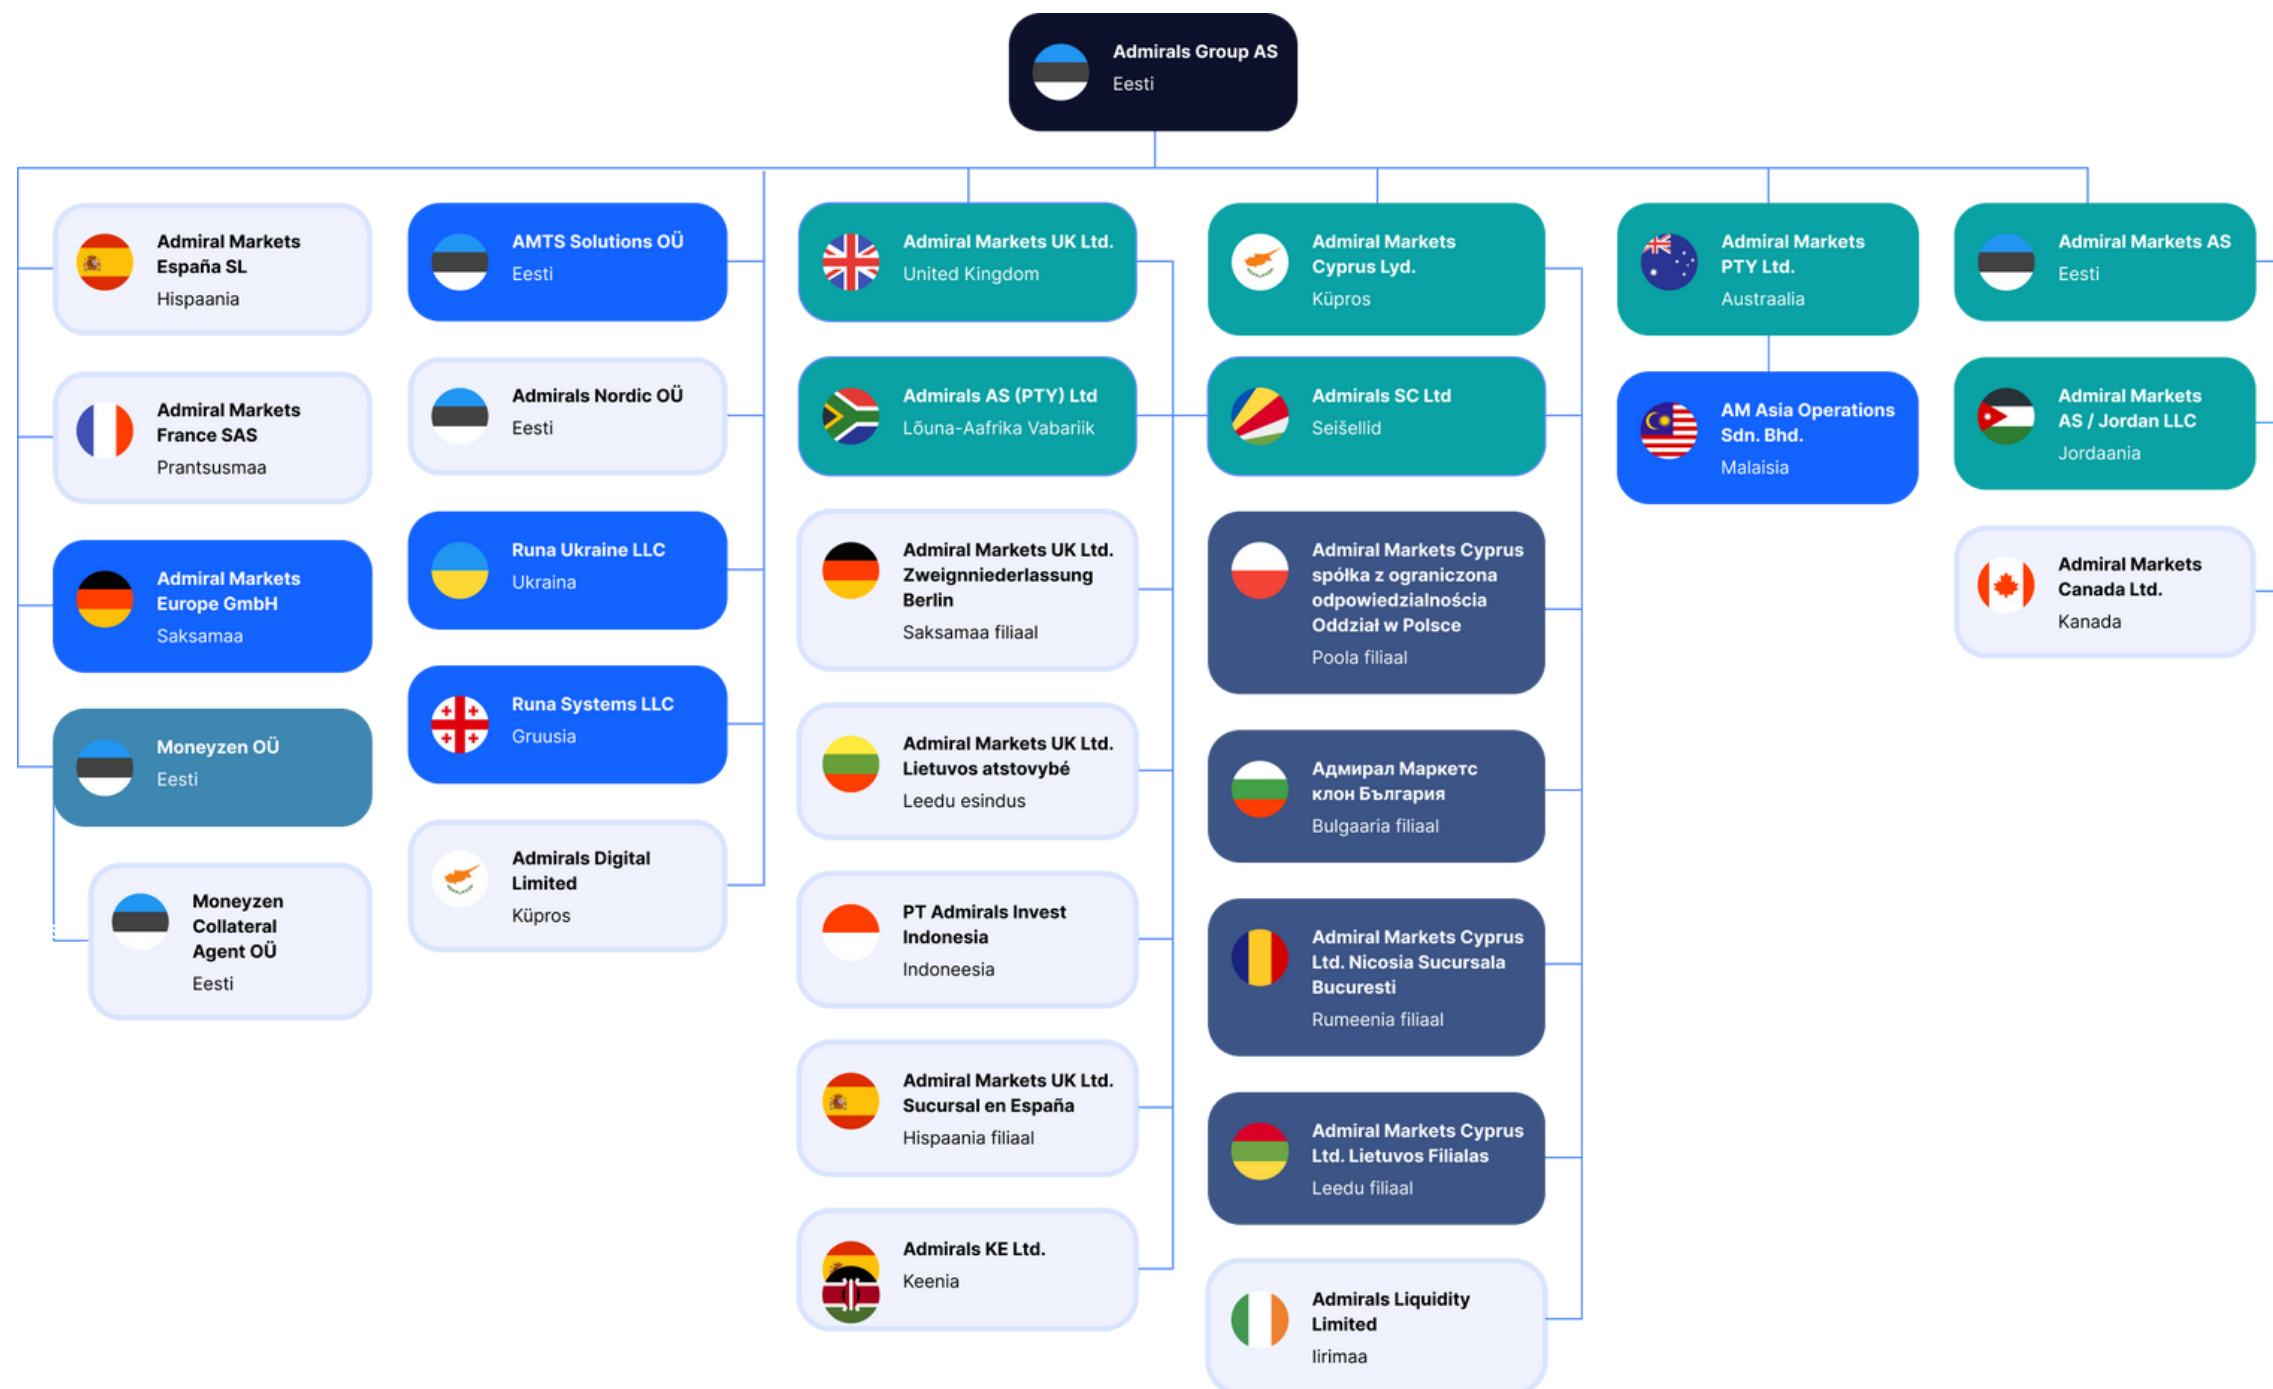 Admirals Group AS
Eesti
Admiral Markets
España SL
Hispaania
Admiral Markets
France SAS
Prantsusmaa
Admiral Markets
Europe GmbH
Saksamaa
Moneyzen OÜ
Eesti
Moneyzen
Collateral
Agent OÜ
Eesti
AMTS Solutions OÜ
Eesti
Admirals Nordic OÜ
Eesti
Runa Ukraine LLC
Ukraina
Runa Systems LLC
Gruusia
Admirals Digital
Limited
Küpros
Admiral Markets UK Ltd.
United Kingdom
Admirals AS (PTY) Ltd
Lõuna-Aafrika Vabariik
Admiral Markets UK Ltd.
Zweignniederlassung
Berlin
Saksamaa filiaal
Admiral Markets UK Ltd.
Lietuvos atstovybé
Leedu esindus
PT Admirals Invest
Indonesia
Indoneesia
Admiral Markets UK Ltd.
Sucursal en España
Hispaania filiaal
Admirals KE Ltd.
Keenia
Admiral Markets
Cyprus Lyd.
Küpros
Admirals SC Ltd
Seišellid
Admiral Markets Cyprus
spółka z ograniczona
odpowiedzialnościa
Oddział w Polsce
Poola filiaal
Адмирал Маркетс
клон България
Bulgaaria filiaal
Admiral Markets Cyprus
Ltd. Nicosia Sucursala
Bucuresti
Rumeenia filiaal
Admiral Markets Cyprus
Ltd. Lietuvos Filialas
Leedu filiaal
Admirals Liquidity
Limited
Iirimaa
Admiral Markets
PTY Ltd.
Austraalia
AM Asia Operations
Sdn. Bhd.
Malaisia
Admiral Markets AS
Eesti
Admiral Markets
AS / Jordan LLC
Jordaania
Admiral Markets
Canada Ltd.
Kanada